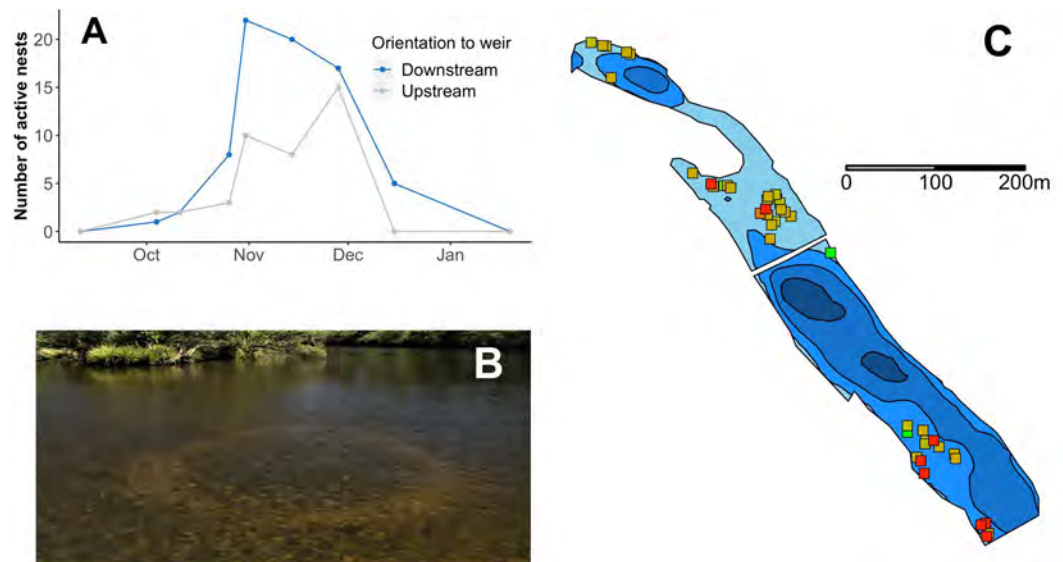 A
Number of active nests
20
15
10
5
0
Oct
Nov
Dec
Jan
Orientation to weir
Downstream
Upstream
B
C
0
100
200m